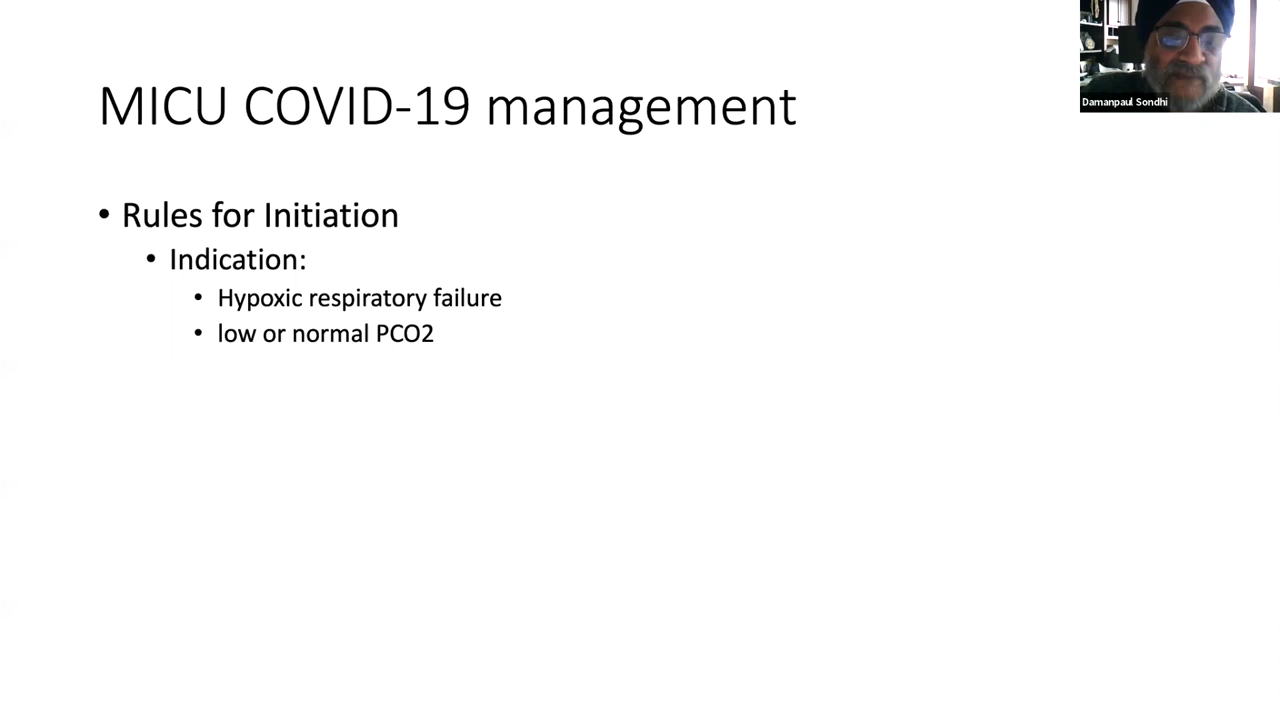 MICU COVID-19 management
Damanpaul Sondhi
• Rules for Initiation
• Indication:
• Hypoxic respiratory failure
• low or normal PCO2